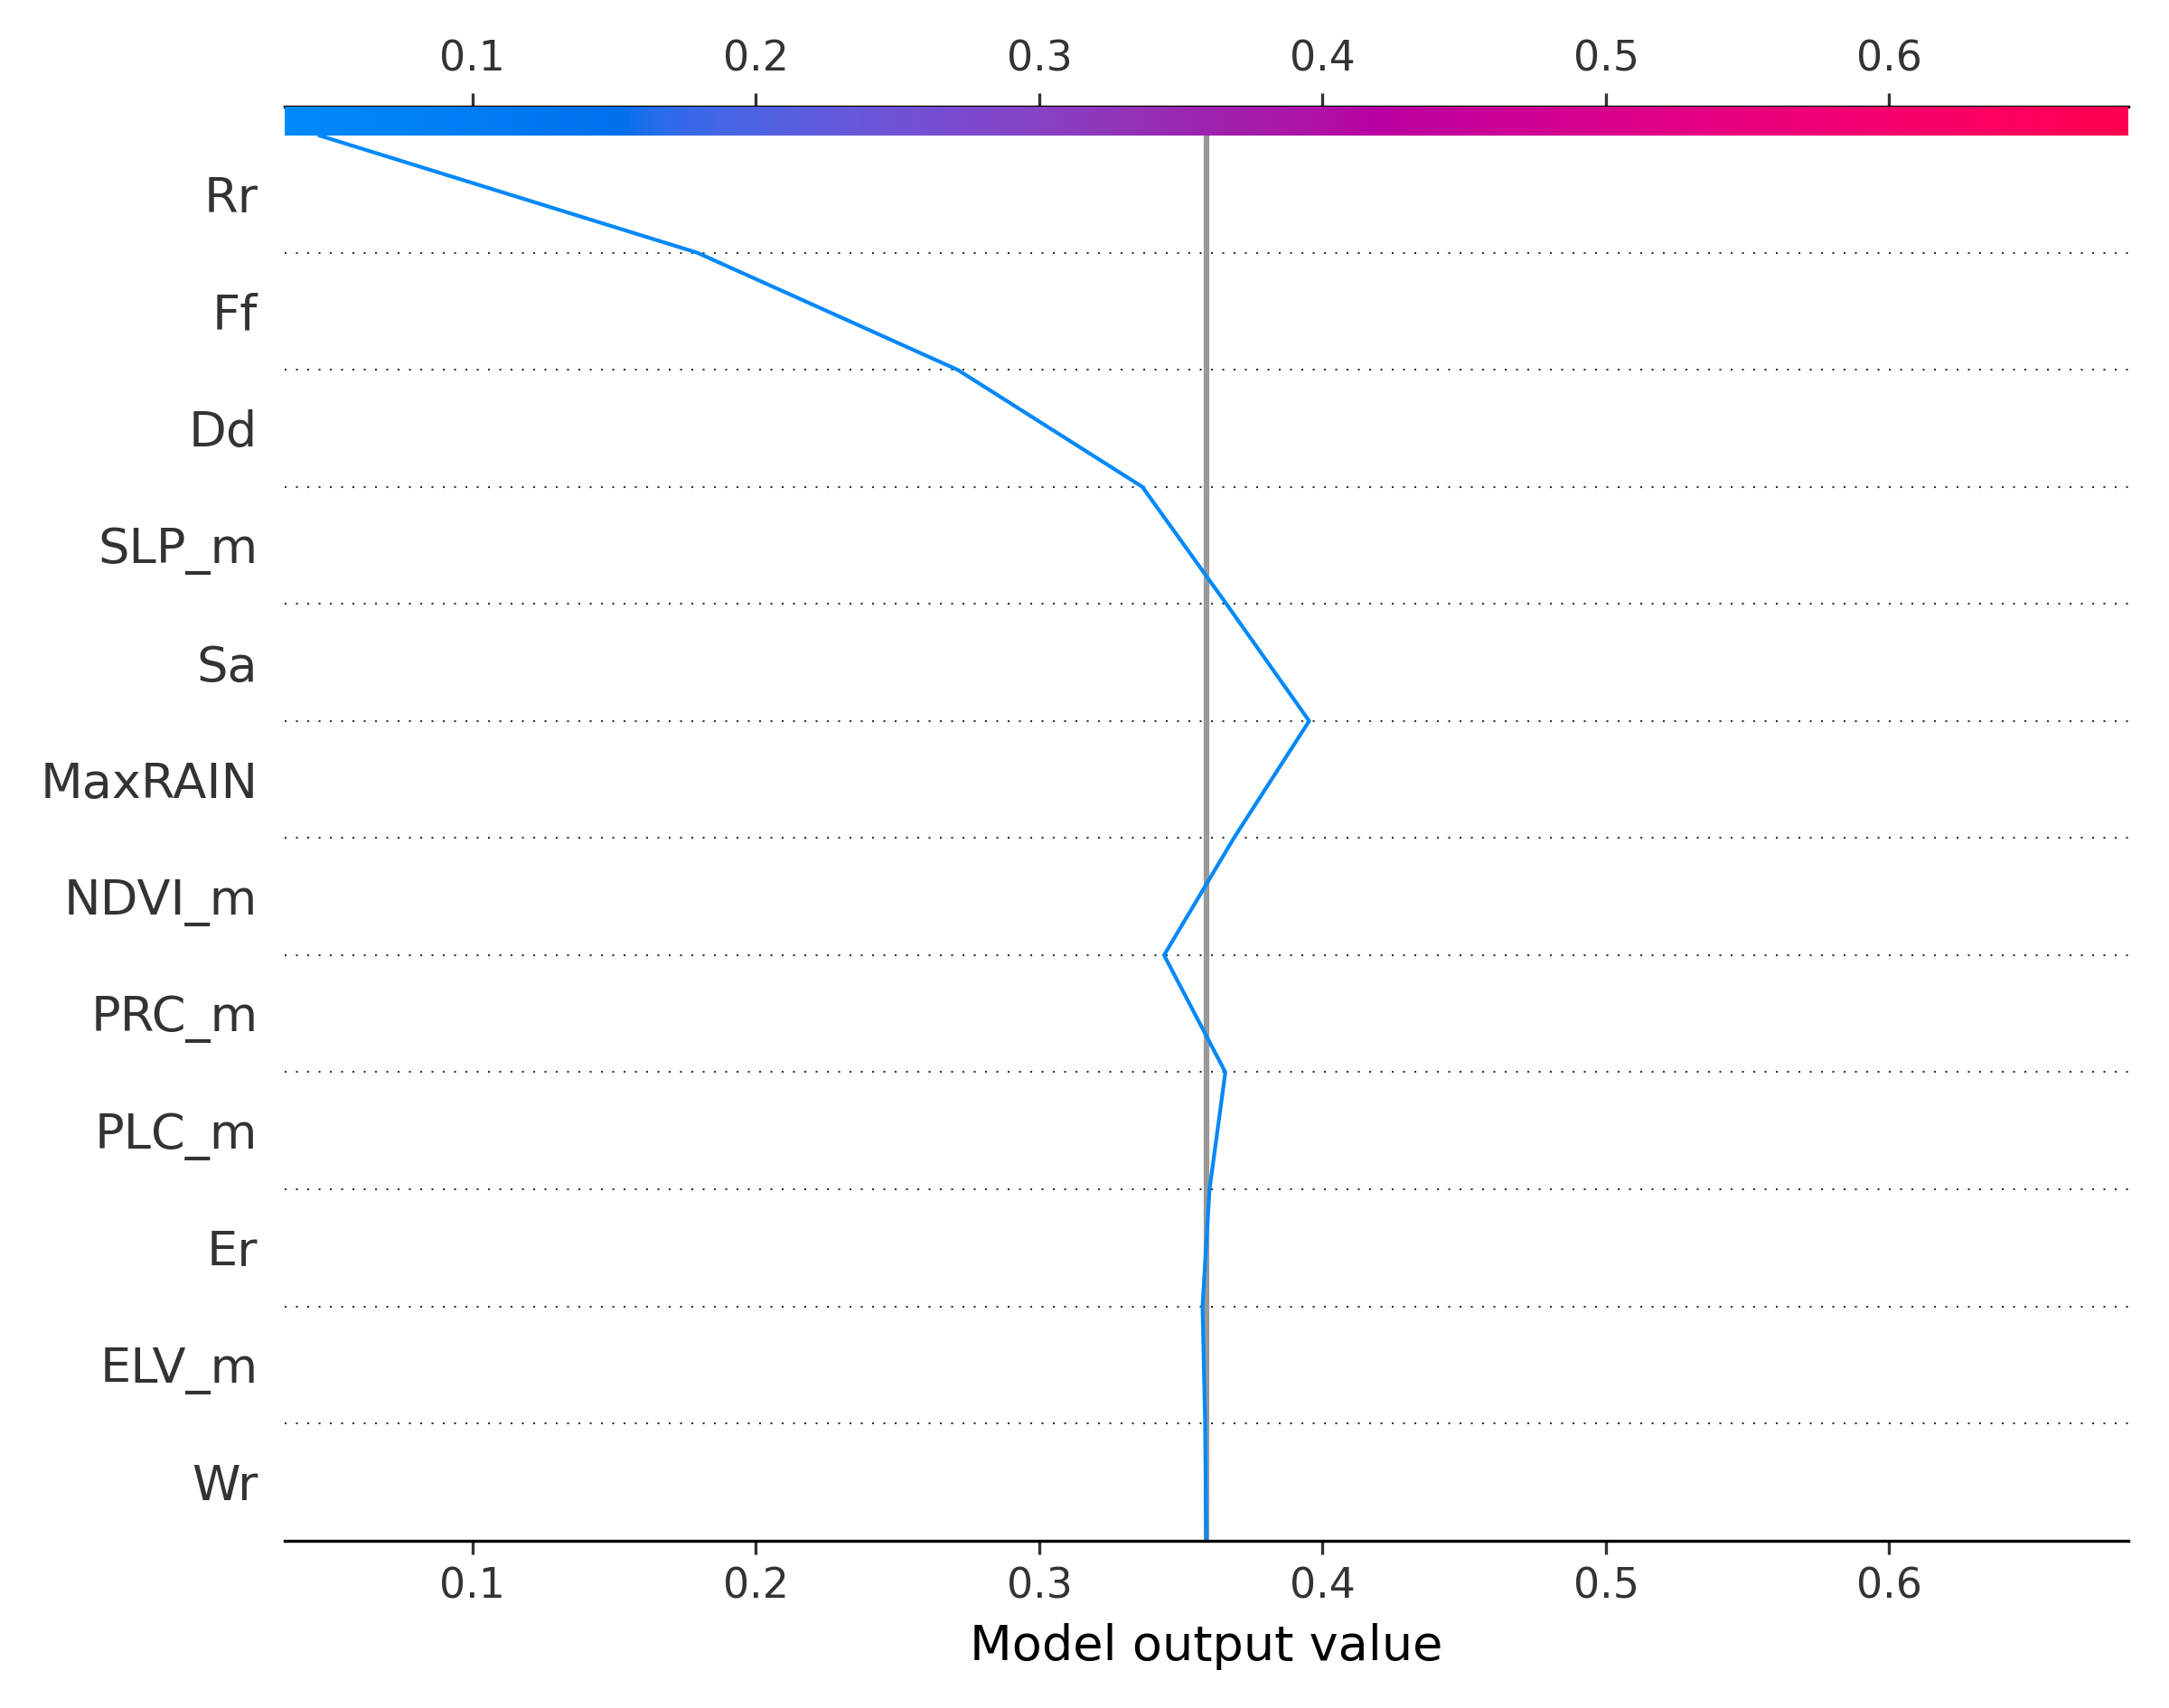 0.1 0.2 0.3 0.4 0.5 0.6
Rr
Ff
Dd
SLP_m
Sa
MaxRAIN
NDVI_m
PRC_m
PLC_m
Er
ELV_m
Wr
0.1 0.2 0.3 0.4 0.5 0.6
Model output value